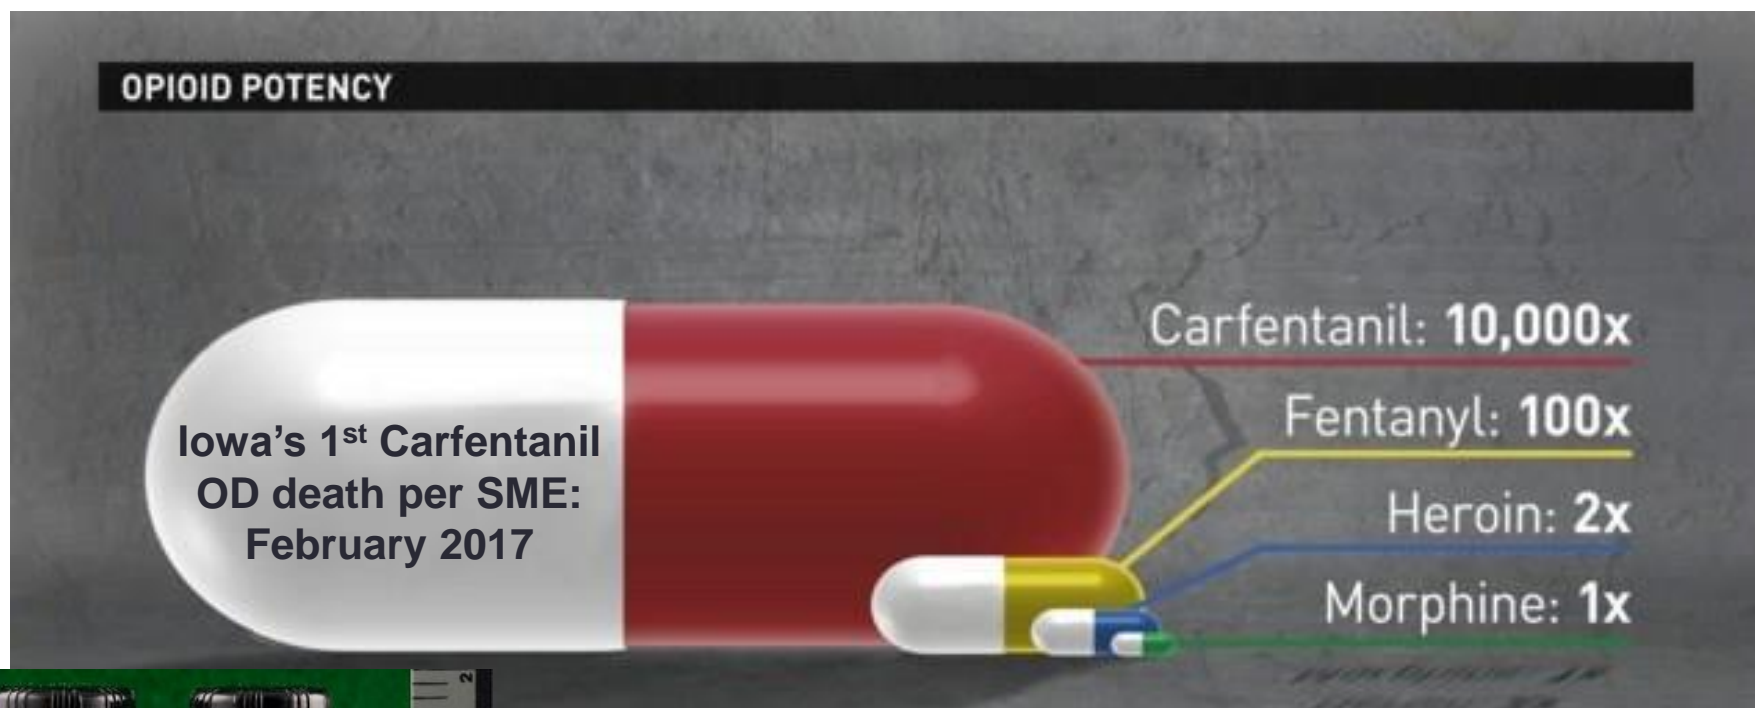 OPIOID POTENCY
Carfentanil: 10,000x
Fentanyl: 100x
Heroin: 2x
Morphine: 1x
Iowa’s 1st Carfentanil
OD death per SME:
February 2017
2